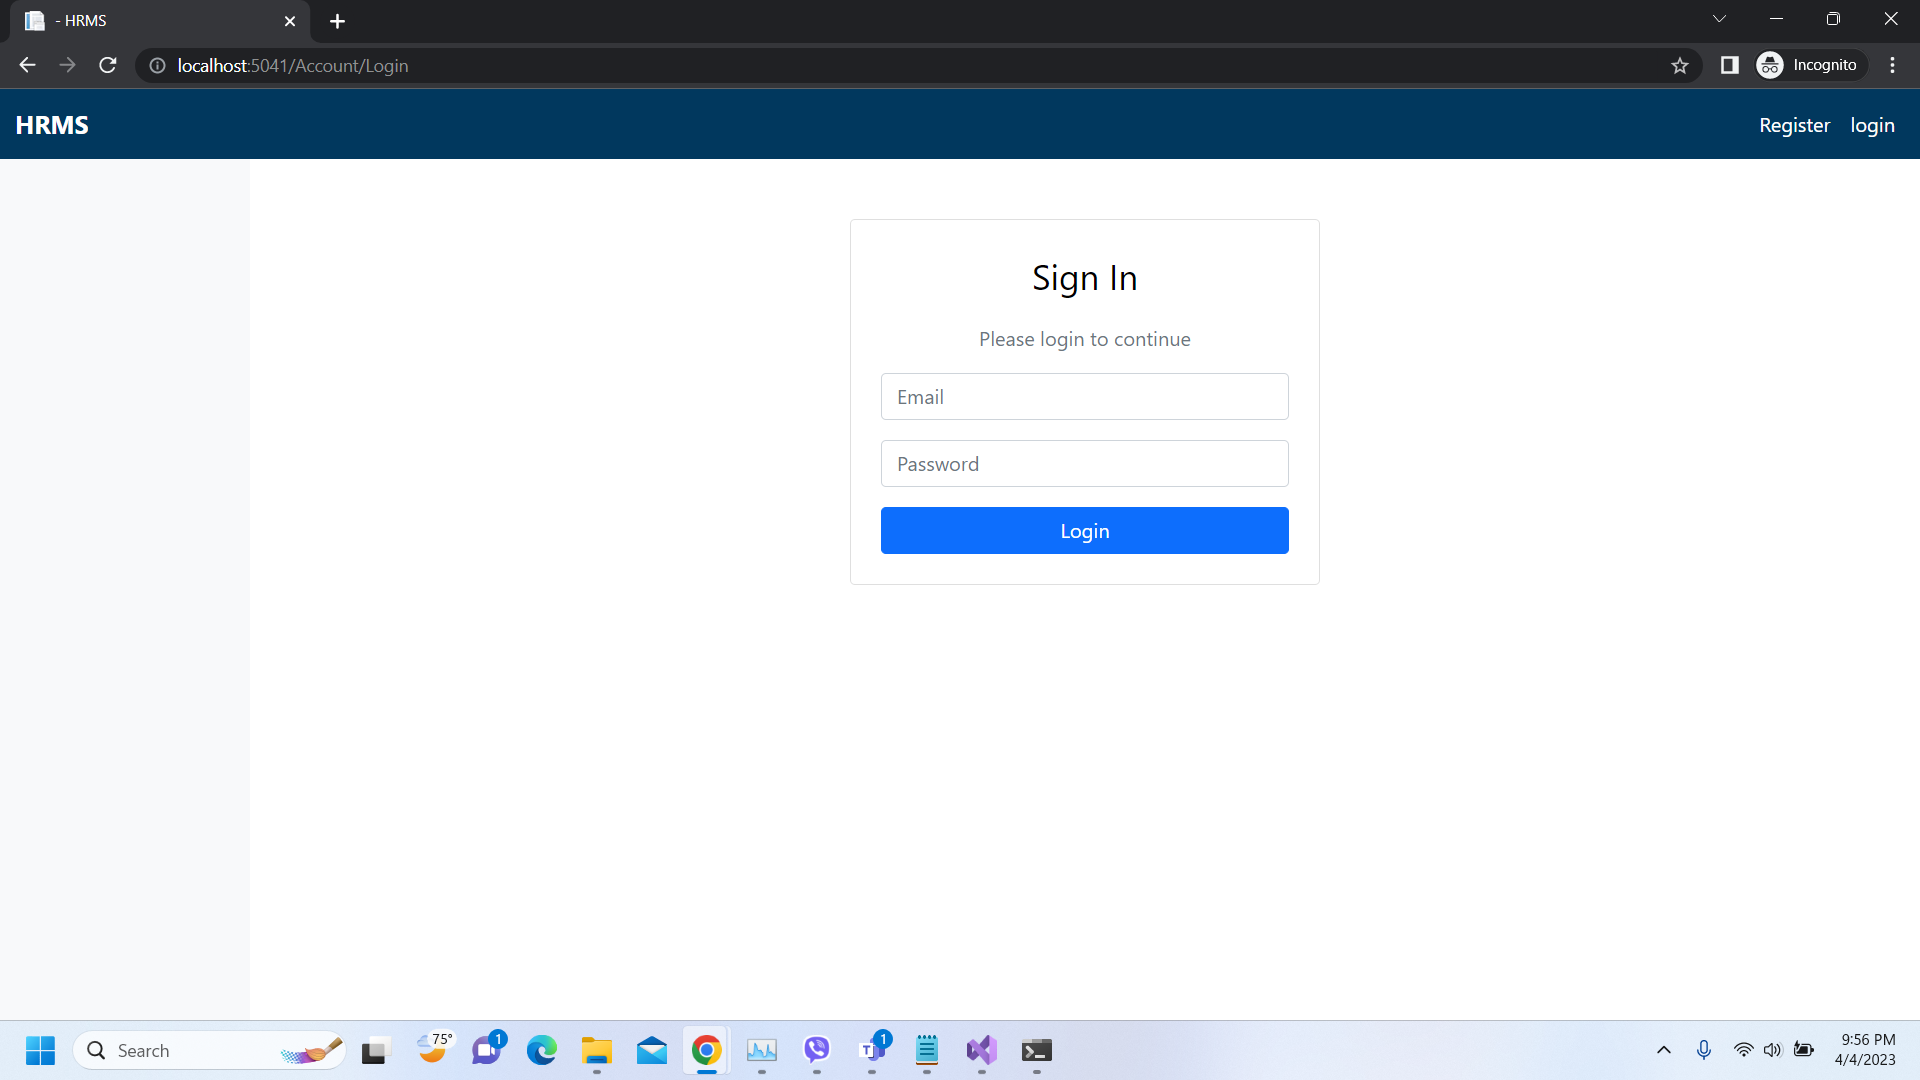 - HRMS
localhost:5041/Account/Login
Incognito
HRMS
Register login
Sign In
Please login to continue
Email
Password
Login
Search
75°
1
1
9:56 PM
4/4/2023